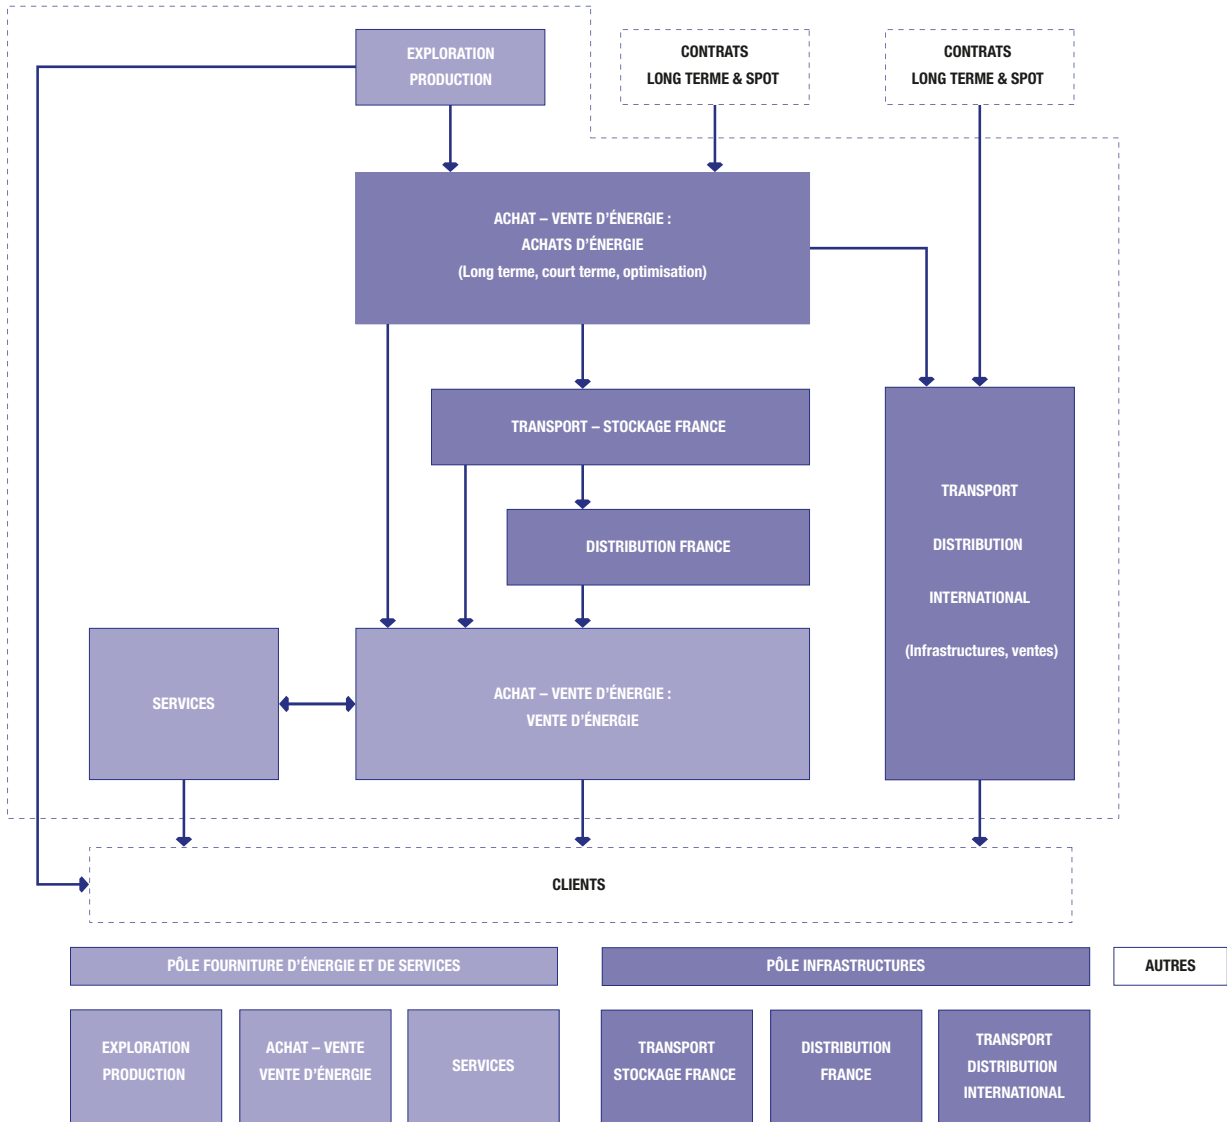 EXPLORATION
PRODUCTION
CONTRATS
LONG TERME & SPOT
CONTRATS
LONG TERME & SPOT
ACHAT – VENTE D'ÉNERGIE :
ACHATS D'ÉNERGIE
(Long terme, court terme, optimisation)
TRANSPORT – STOCKAGE FRANCE
DISTRIBUTION FRANCE
TRANSPORT
DISTRIBUTION
INTERNATIONAL
(Infrastructures, ventes)
SERVICES
ACHAT – VENTE D'ÉNERGIE :
VENTE D'ÉNERGIE
CLIENTS
PÔLE FOURNITURE D'ÉNERGIE ET DE SERVICES
PÔLE INFRASTRUCTURES
AUTRES
EXPLORATION
PRODUCTION
ACHAT – VENTE
VENTE D'ÉNERGIE
SERVICES
TRANSPORT
STOCKAGE FRANCE
DISTRIBUTION
FRANCE
TRANSPORT
DISTRIBUTION
INTERNATIONAL